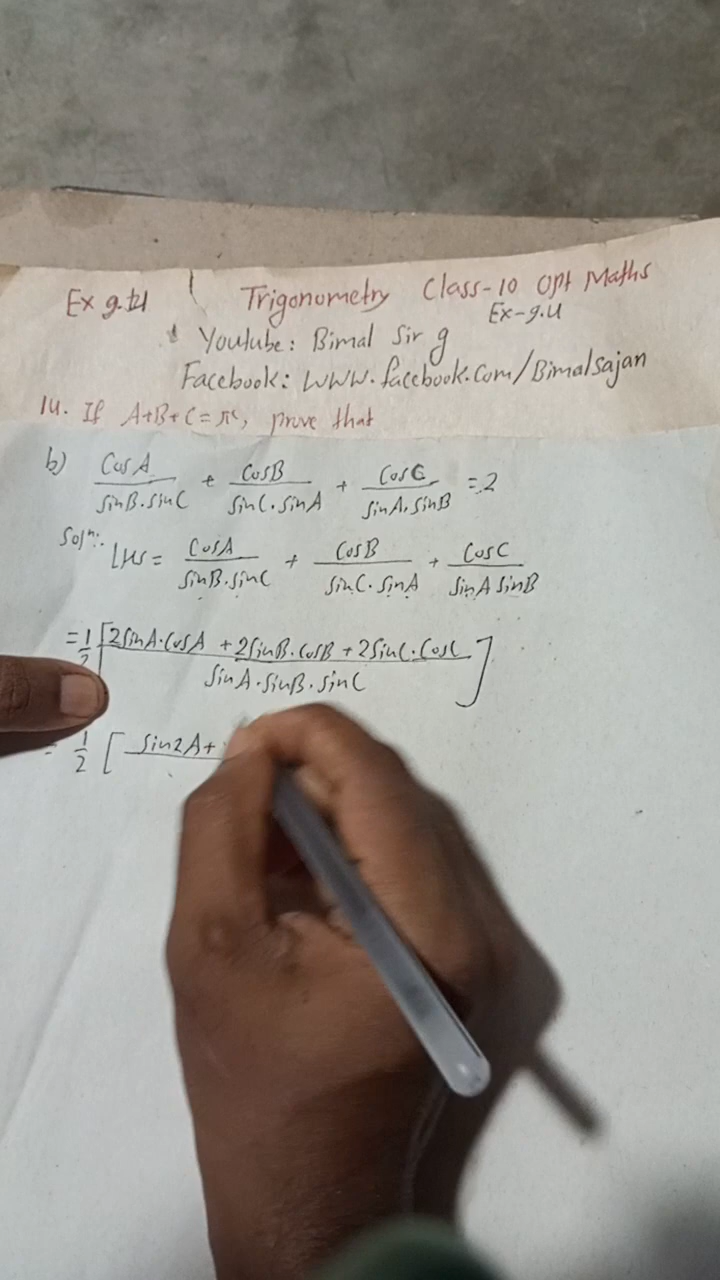 Ex 9.4 Trigonometry Class-10 Opt Maths
Ex-9.4
Youtube: Bimal Sir g
Facebook: www.facebook.com/Bimalsajan
14. If A+B+C=πᶜ, prove that
b) CosA/SinB.SinC + CosB/SinC.SinA + CosC/SinA.SinB = 2
Solⁿ:. LHS = CosA/SinB.SinC + CosB/SinC.SinA + CosC/SinA SinB
= 1/2 [2SinA.CosA + 2SinB.CosB + 2SinC.CosC / SinA.SinB.SinC]
= 1/2 [ Sin2A+